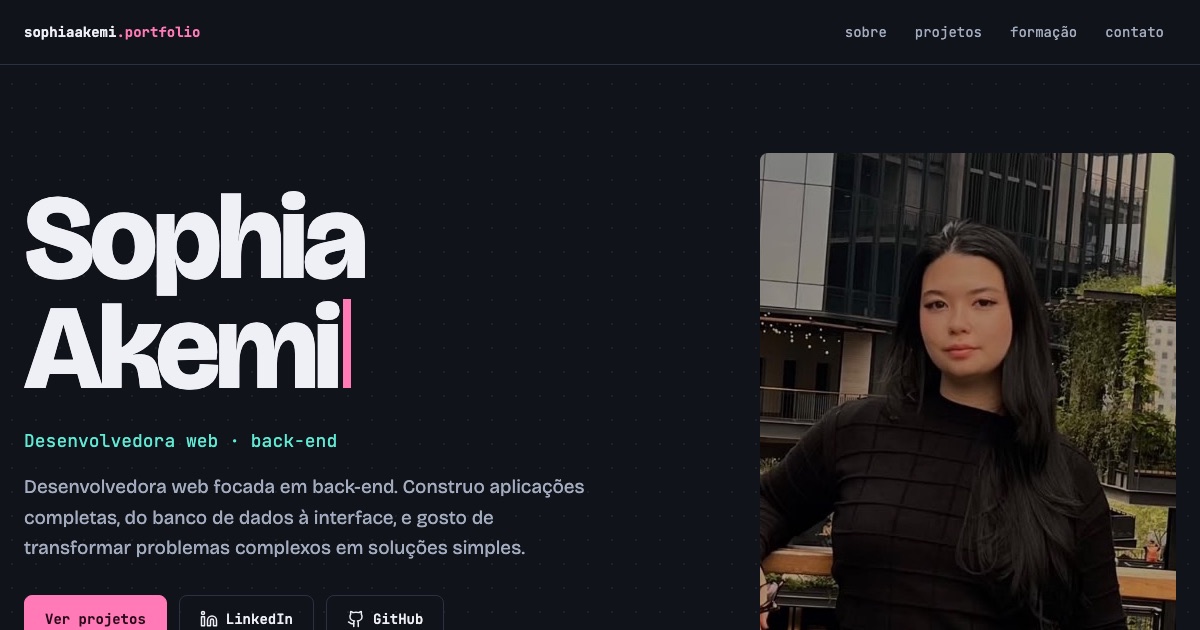 sophiaakemi.portfolio
sobre projetos formação contato
Sophia
Akemi
Desenvolvedora web · back-end
Desenvolvedora web focada em back-end. Construo aplicações
completas, do banco de dados à interface, e gosto de
transformar problemas complexos em soluções simples.
Ver projetos LinkedIn GitHub